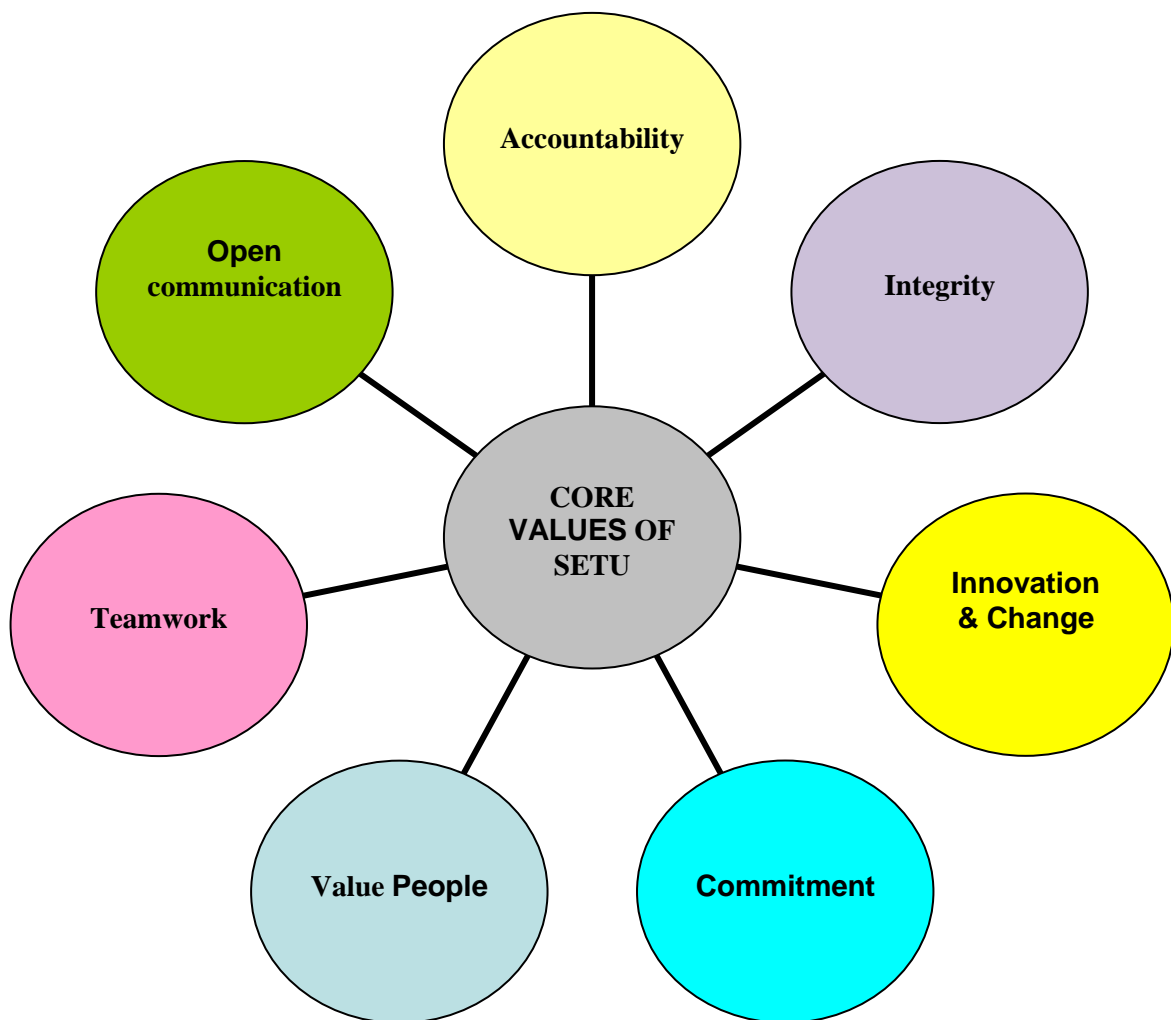 Accountability
Open
communication
Integrity
CORE
VALUES OF
SETU
Innovation
& Change
Teamwork
Value People
Commitment